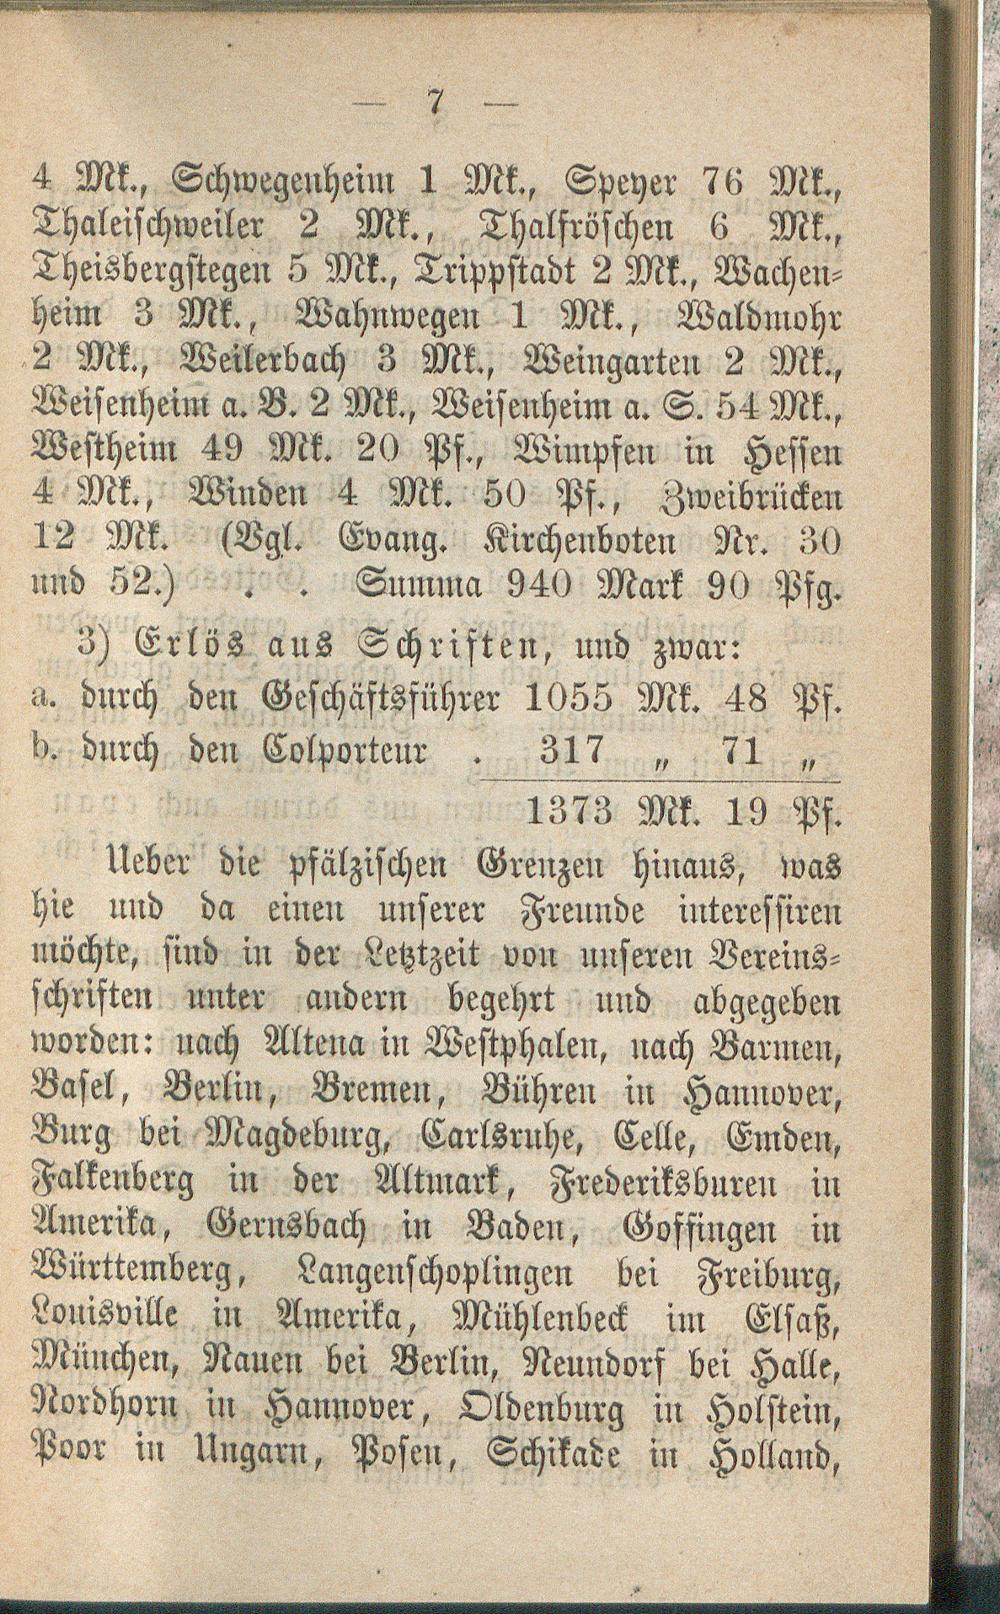 — 7 —
4 Mk., Schwegenheim 1 Mk., Speyer 76 Mk.,
Thaleischweiler 2 Mk., Thalfröschen 6 Mk.,
Theisbergstegen 5 Mk., Trippstadt 2 Mk., Wachen-
heim 3 Mk., Wahnwegen 1 Mk., Waldmohr
2 Mk., Weilerbach 3 Mk., Weingarten 2 Mk.,
Weisenheim a. B. 2 Mk., Weisenheim a. S. 54 Mk.,
Westheim 49 Mk. 20 Pf., Wimpfen in Hessen
4 Mk., Winden 4 Mk. 50 Pf., Zweibrücken
12 Mk. (Vgl. Evang. Kirchenboten Nr. 30
und 52.) . . Summa 940 Mark 90 Pfg.
3) Erlös aus Schriften, und zwar:
a. durch den Geschäftsführer 1055 Mk. 48 Pf.
b. durch den Colporteur . 317 „ 71 „
1373 Mk. 19 Pf.
Ueber die pfälzischen Grenzen hinaus, was
hie und da einen unserer Freunde interessiren
möchte, sind in der Letztzeit von unseren Vereins-
schriften unter andern begehrt und abgegeben
worden: nach Altena in Westphalen, nach Barmen,
Basel, Berlin, Bremen, Bühren in Hannover,
Burg bei Magdeburg, Carlsruhe, Celle, Emden,
Falkenberg in der Altmark, Frederiksburen in
Amerika, Gernsbach in Baden, Goffingen in
Württemberg, Langenschoplingen bei Freiburg,
Louisville in Amerika, Mühlenbeck im Elsaß,
München, Nauen bei Berlin, Neundorf bei Halle,
Nordhorn in Hannover, Oldenburg in Holstein,
Poor in Ungarn, Posen, Schikade in Holland,